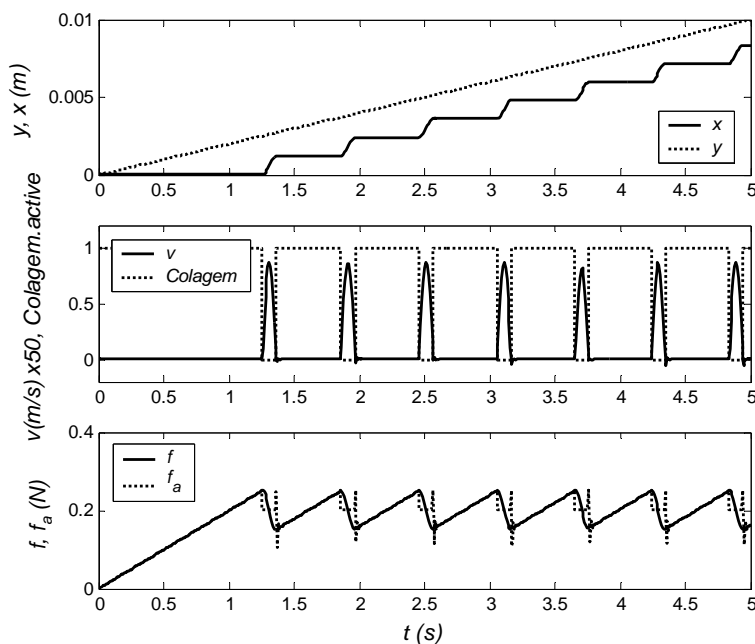 0.01
0.005
0
y, x (m)
x
y
0 0.5 1 1.5 2 2.5 3 3.5 4 4.5 5
1
0.5
0
v(m/s) x50, Colagem.active
v
Colagem
0 0.5 1 1.5 2 2.5 3 3.5 4 4.5 5
0.4
0.2
0
f, f_a (N)
f
f_a
0 0.5 1 1.5 2 2.5 3 3.5 4 4.5 5
t (s)